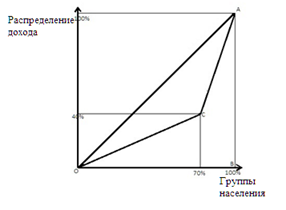 Распределение
дохода
100%
A
40%
C
O
B
70%
100%
Группы
населения